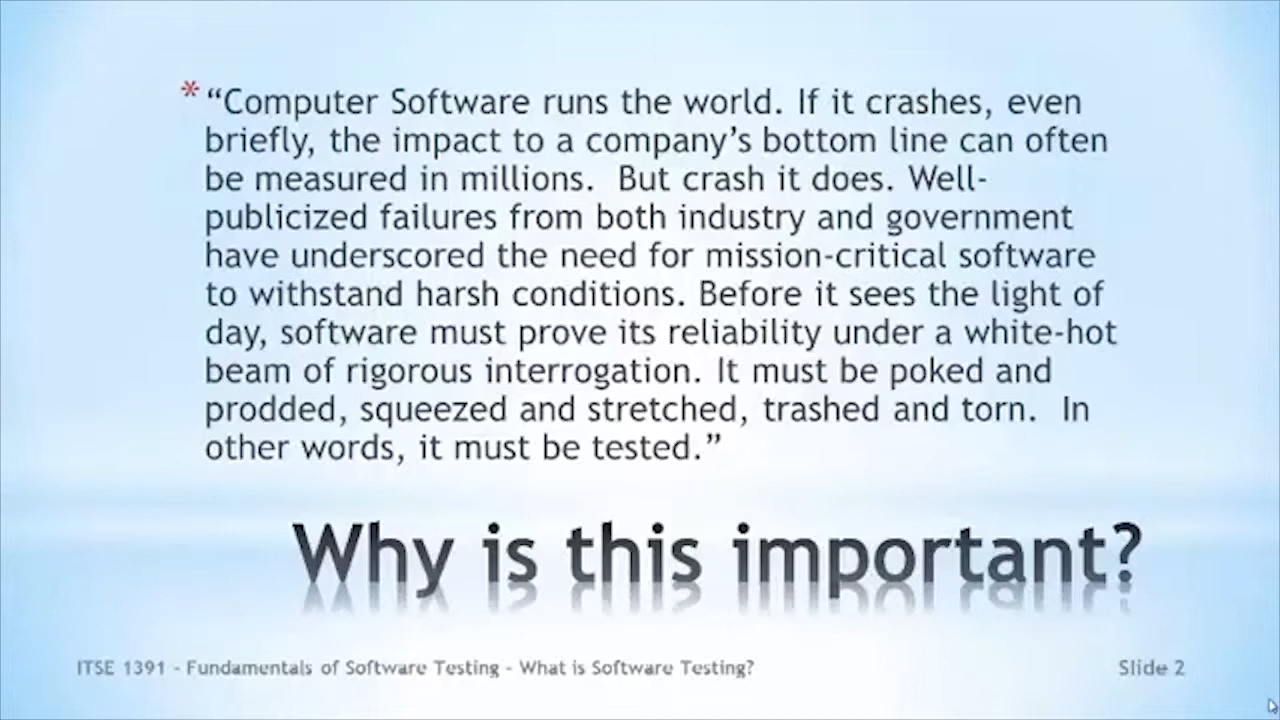 * “Computer Software runs the world. If it crashes, even
briefly, the impact to a company’s bottom line can often
be measured in millions.  But crash it does. Well-
publicized failures from both industry and government
have underscored the need for mission-critical software
to withstand harsh conditions. Before it sees the light of
day, software must prove its reliability under a white-hot
beam of rigorous interrogation. It must be poked and
prodded, squeezed and stretched, trashed and torn.  In
other words, it must be tested.”
Why is this important?
ITSE 1391 - Fundamentals of Software Testing - What is Software Testing?
Slide 2